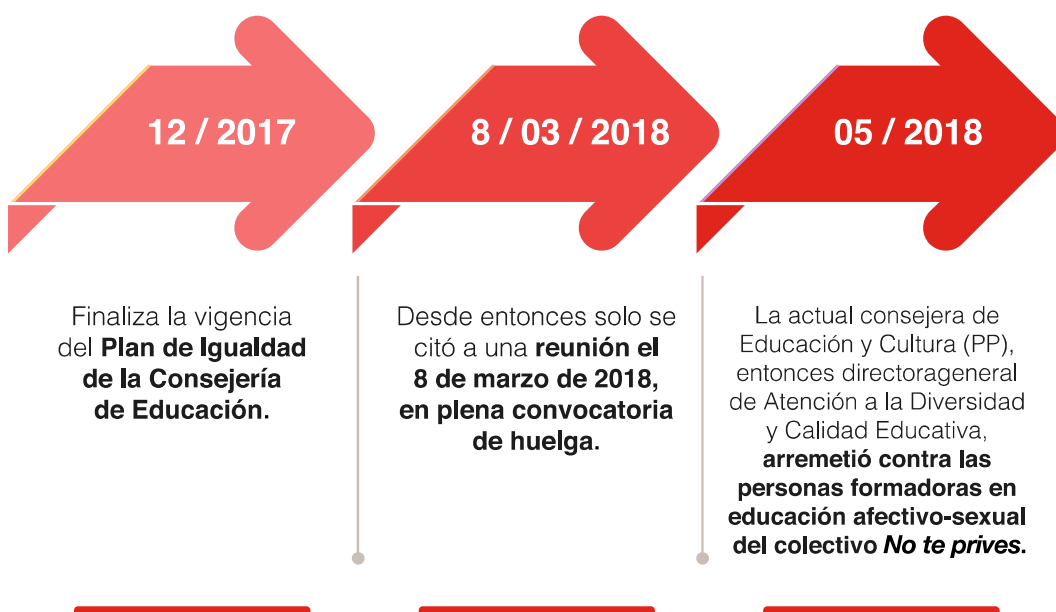 12 / 2017
Finaliza la vigencia
del Plan de Igualdad
de la Consejería
de Educación.
8 / 03 / 2018
Desde entonces solo se
citó a una reunión el
8 de marzo de 2018,
en plena convocatoria
de huelga.
05 / 2018
La actual consejera de
Educación y Cultura (PP),
entonces directorageneral
de Atención a la Diversidad
y Calidad Educativa,
arremetió contra las
personas formadoras en
educación afectivo-sexual
del colectivo No te prives.